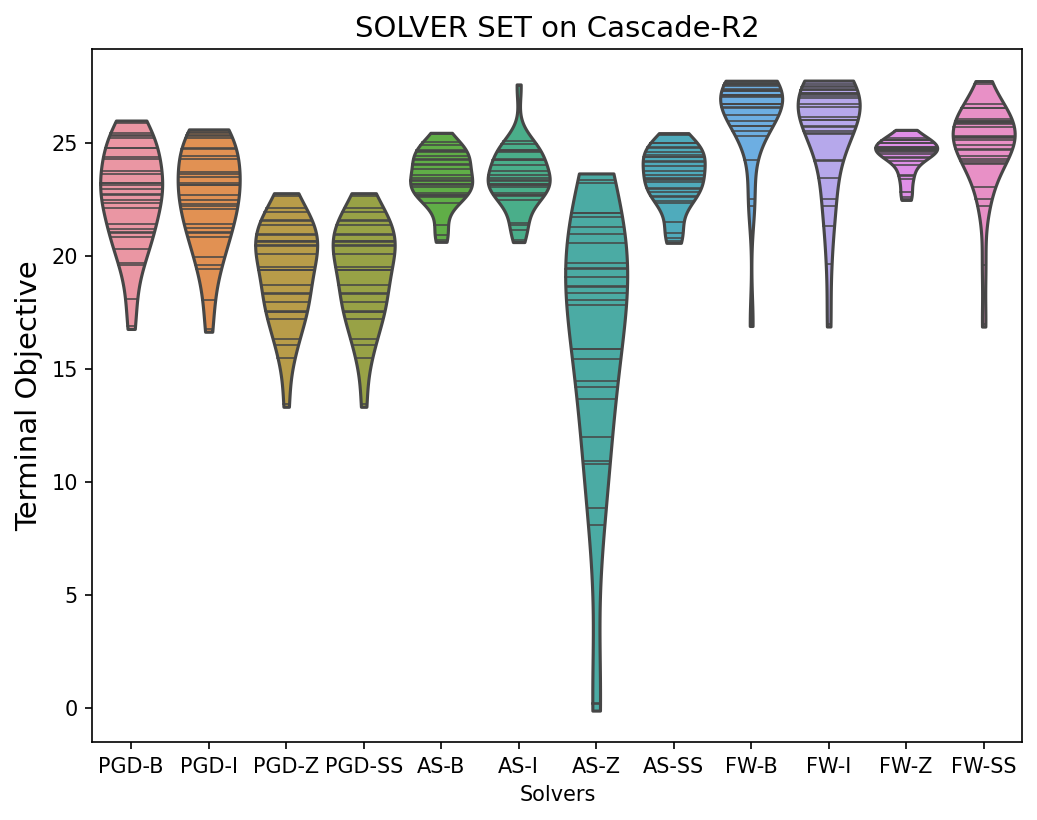 SOLVER SET on Cascade-R2
Terminal Objective
25
20
15
10
5
0
PGD-B PGD-I PGD-Z PGD-SS AS-B AS-I AS-Z AS-SS FW-B FW-I FW-Z FW-SS
Solvers